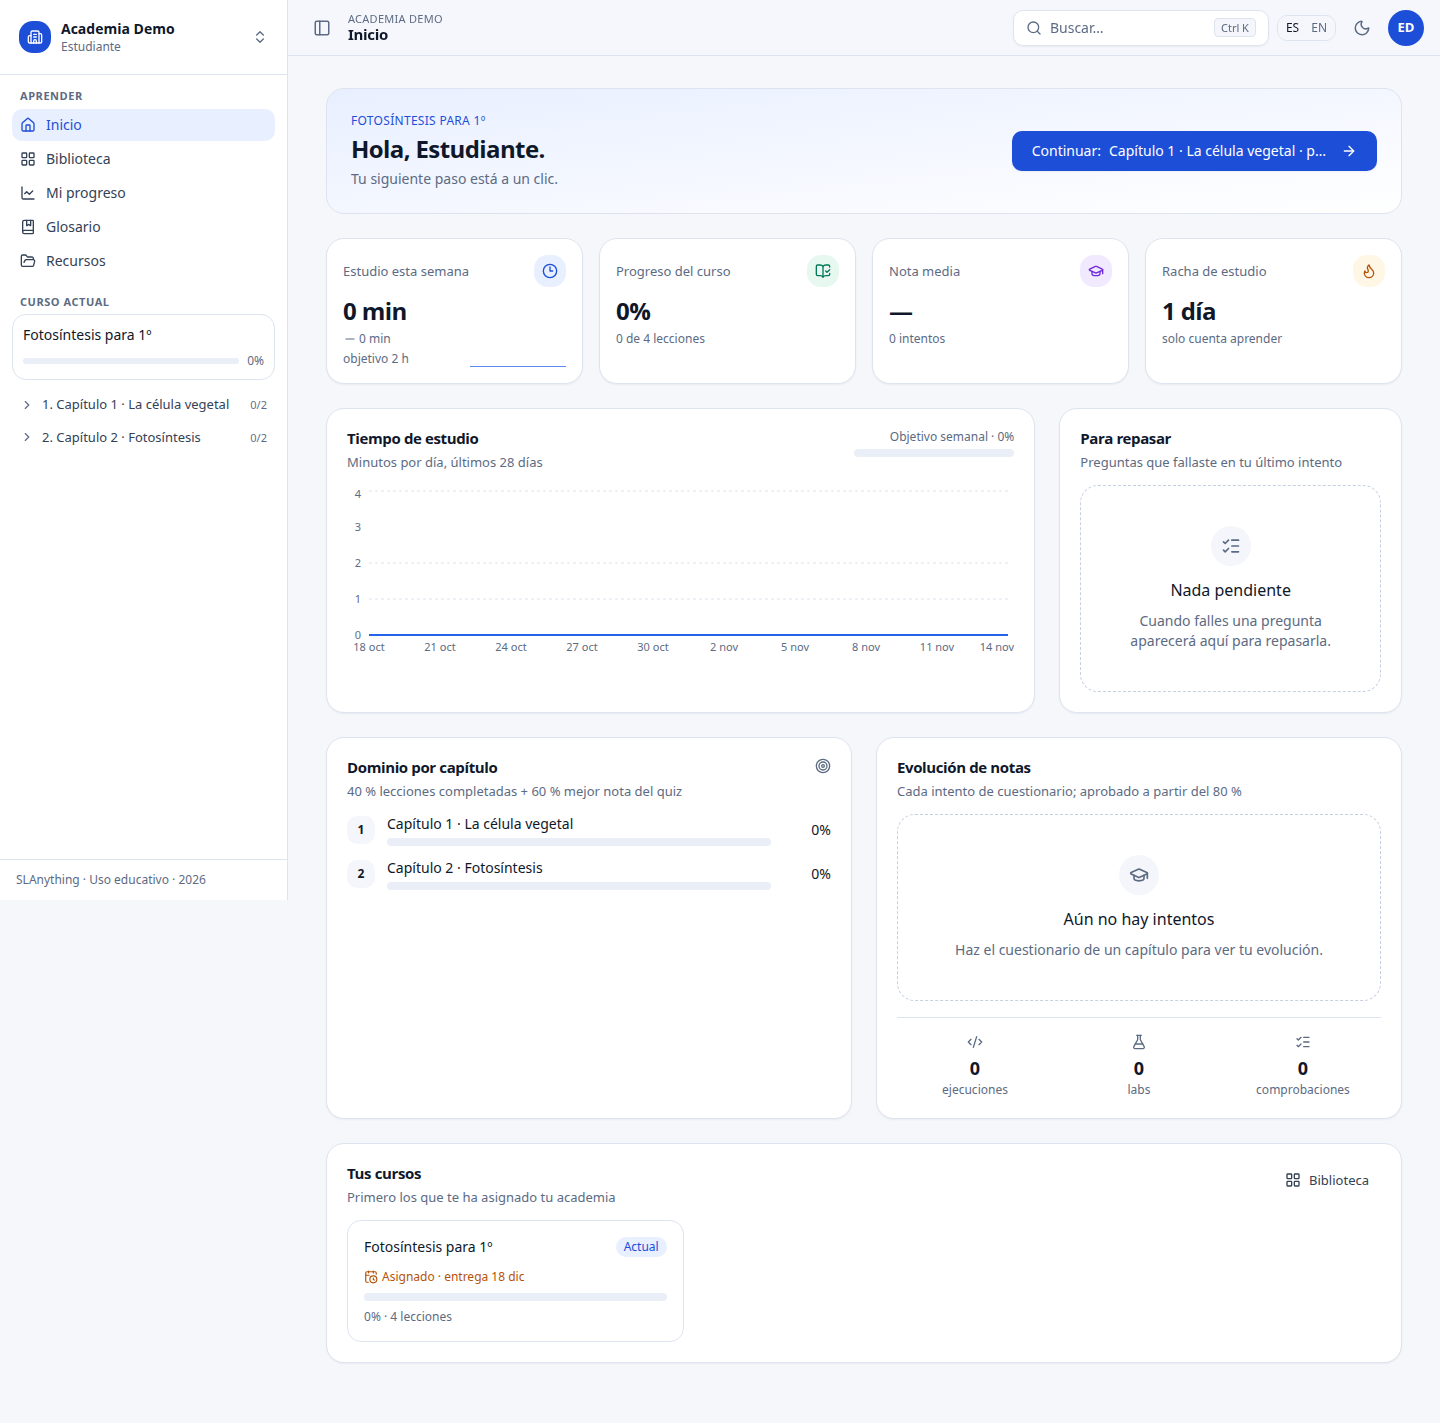 Academia Demo
Estudiante
APRENDER
Inicio
Biblioteca
Mi progreso
Glosario
Recursos
CURSO ACTUAL
Fotosíntesis para 1º
0%
1. Capítulo 1 · La célula vegetal 0/2
2. Capítulo 2 · Fotosíntesis 0/2
SLAnything · Uso educativo · 2026
ACADEMIA DEMO
Inicio
Buscar... Ctrl K
ES EN
ED
FOTOSÍNTESIS PARA 1º
Hola, Estudiante.
Tu siguiente paso está a un clic.
Continuar: Capítulo 1 · La célula vegetal · p...
Estudio esta semana
0 min
— 0 min
objetivo 2 h
Progreso del curso
0%
0 de 4 lecciones
Nota media
—
0 intentos
Racha de estudio
1 día
solo cuenta aprender
Tiempo de estudio
Minutos por día, últimos 28 días
Objetivo semanal · 0%
4
3
2
1
0
18 oct 21 oct 24 oct 27 oct 30 oct 2 nov 5 nov 8 nov 11 nov 14 nov
Para repasar
Preguntas que fallaste en tu último intento
Nada pendiente
Cuando falles una pregunta
aparecerá aquí para repasarla.
Dominio por capítulo
40 % lecciones completadas + 60 % mejor nota del quiz
1 Capítulo 1 · La célula vegetal 0%
2 Capítulo 2 · Fotosíntesis 0%
Evolución de notas
Cada intento de cuestionario; aprobado a partir del 80 %
Aún no hay intentos
Haz el cuestionario de un capítulo para ver tu evolución.
0
ejecuciones
0
labs
0
comprobaciones
Tus cursos
Primero los que te ha asignado tu academia
Biblioteca
Fotosíntesis para 1º Actual
Asignado · entrega 18 dic
0% · 4 lecciones